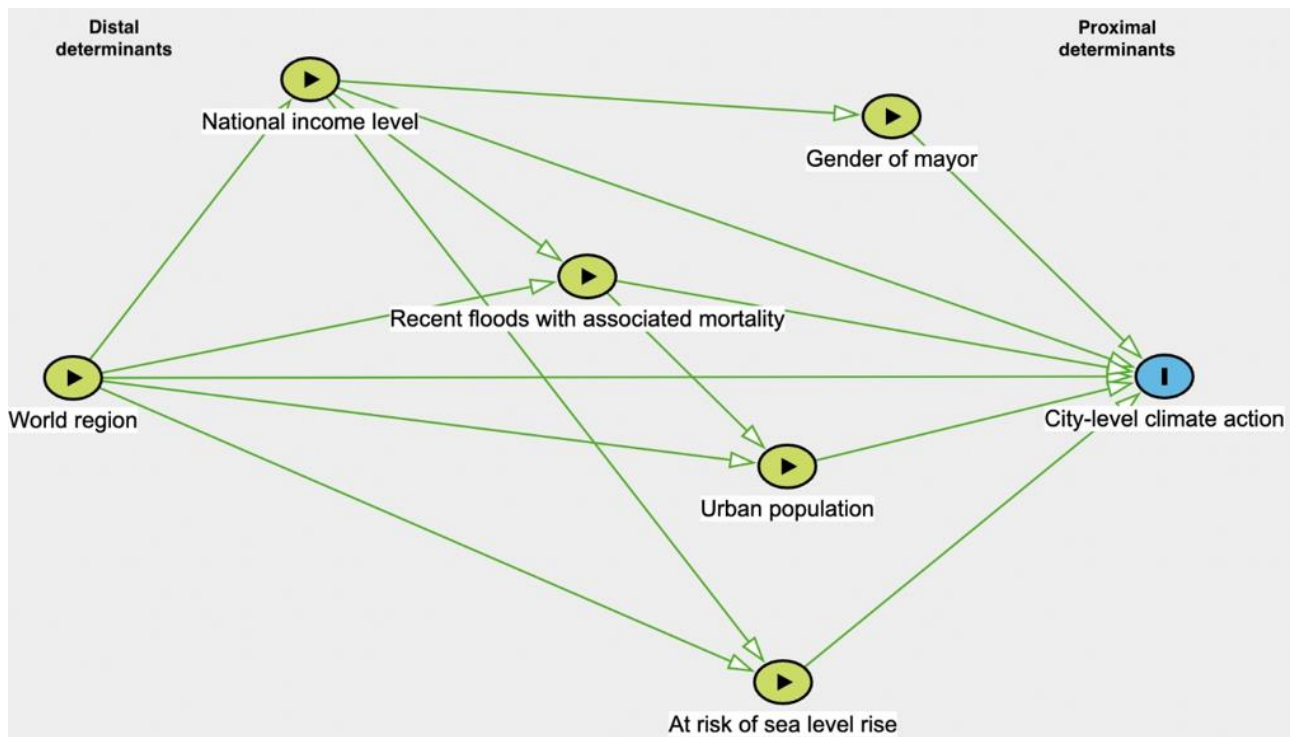 Distal
determinants
Proximal
determinants
National income level
Gender of mayor
Recent floods with associated mortality
World region
City-level climate action
Urban population
At risk of sea level rise